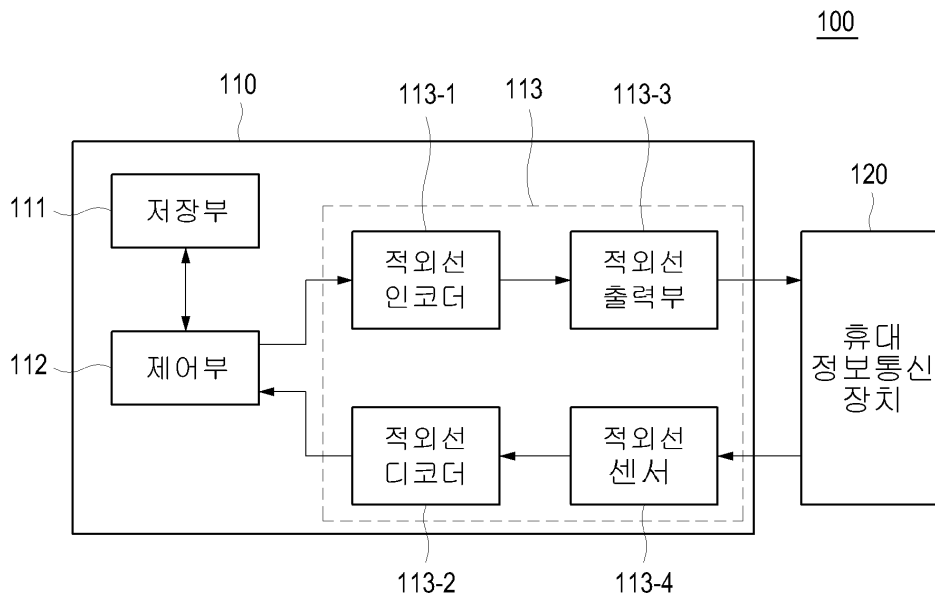 100
110
113-1
113
113-3
120
111
저장부
적외선
인코더
적외선
출력부
112
제어부
휴대
정보통신
장치
적외선
디코더
적외선
센서
113-2
113-4